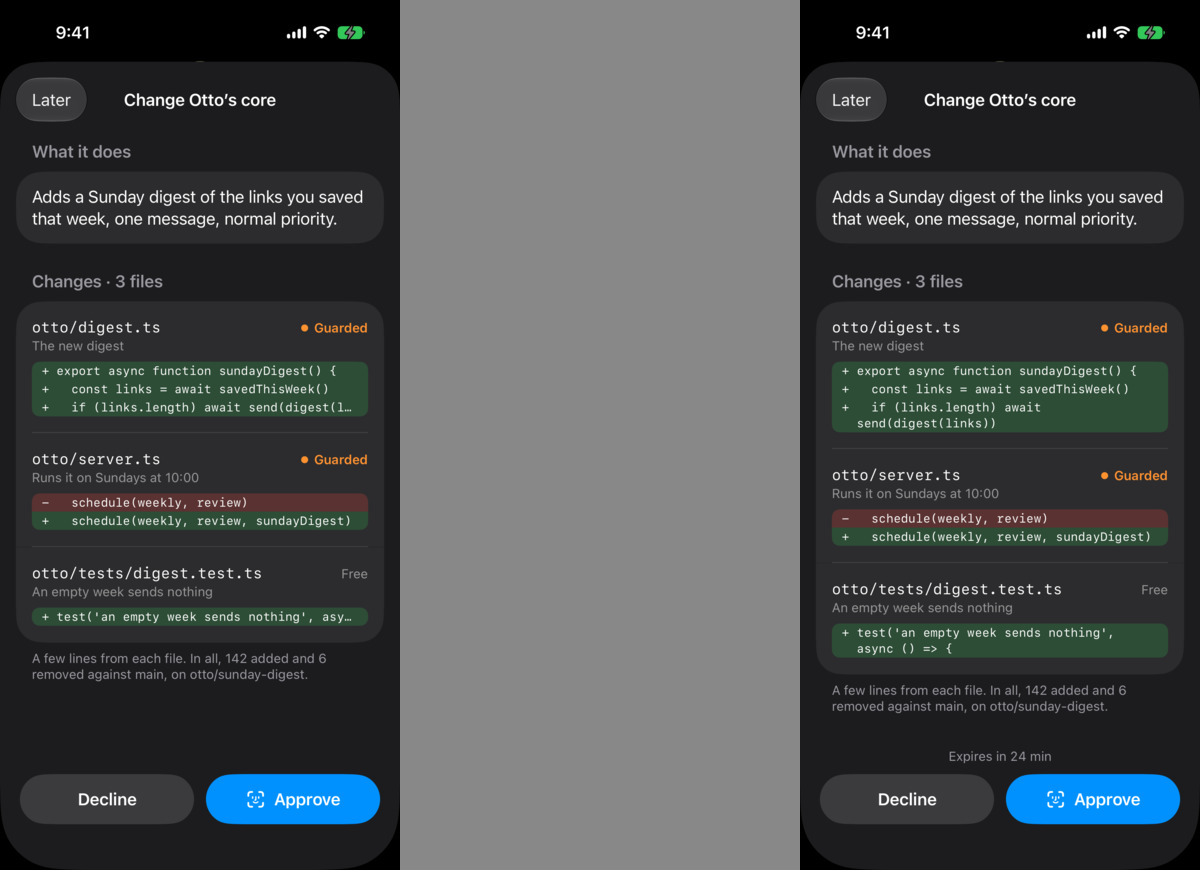 9:41
Later
Change Otto's core
What it does
Adds a Sunday digest of the links you saved
that week, one message, normal priority.
Changes · 3 files
otto/digest.ts
Guarded
The new digest
+ export async function sundayDigest() {
+   const links = await savedThisWeek()
+   if (links.length) await send(digest(l…
otto/server.ts
Guarded
Runs it on Sundays at 10:00
−   schedule(weekly, review)
+   schedule(weekly, review, sundayDigest)
otto/tests/digest.test.ts
Free
An empty week sends nothing
+ test('an empty week sends nothing', asy…
A few lines from each file. In all, 142 added and 6
removed against main, on otto/sunday-digest.
Decline
Approve
9:41
Later
Change Otto's core
What it does
Adds a Sunday digest of the links you saved
that week, one message, normal priority.
Changes · 3 files
otto/digest.ts
Guarded
The new digest
+ export async function sundayDigest() {
+   const links = await savedThisWeek()
+   if (links.length) await
send(digest(links))
otto/server.ts
Guarded
Runs it on Sundays at 10:00
−   schedule(weekly, review)
+   schedule(weekly, review, sundayDigest)
otto/tests/digest.test.ts
Free
An empty week sends nothing
+ test('an empty week sends nothing',
async () => {
A few lines from each file. In all, 142 added and 6
removed against main, on otto/sunday-digest.
Expires in 24 min
Decline
Approve